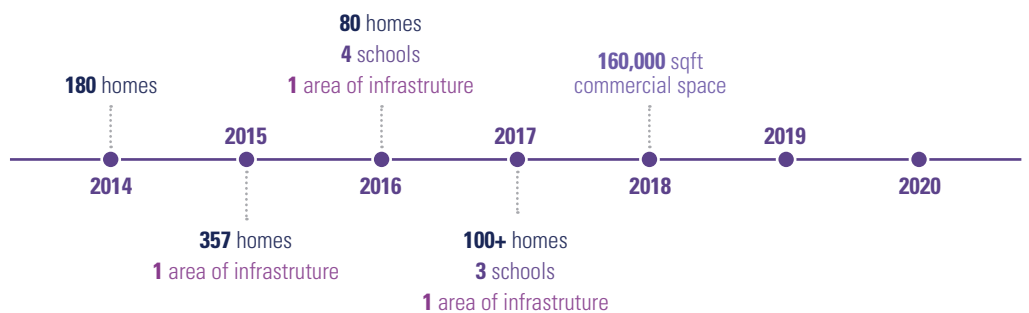 80 homes
4 schools
1 area of infrastruture
180 homes
160,000 sqft
commercial space
2015
2017
2019
2014
2016
2018
2020
357 homes
1 area of infrastruture
100+ homes
3 schools
1 area of infrastruture